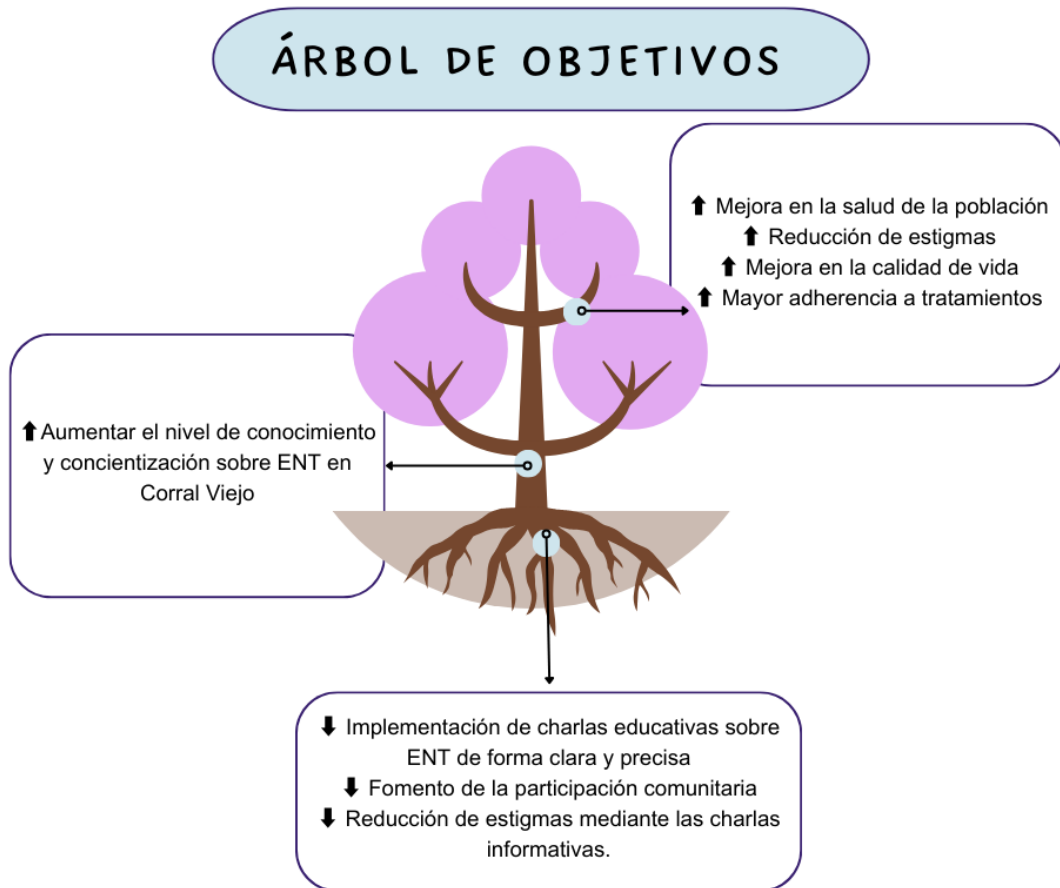 ÁRBOL DE OBJETIVOS
⬆ Mejora en la salud de la población
⬆ Reducción de estigmas
⬆ Mejora en la calidad de vida
⬆ Mayor adherencia a tratamientos
⬆ Aumentar el nivel de conocimiento
y concientización sobre ENT en
Corral Viejo
⬇ Implementación de charlas educativas sobre
ENT de forma clara y precisa
⬇ Fomento de la participación comunitaria
⬇ Reducción de estigmas mediante las charlas
informativas.